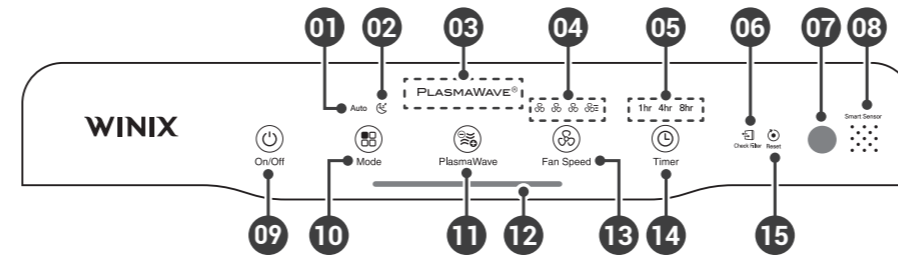 01 02 03 04 05 06 07 08
PLASMAWAVE®
Auto
1hr 4hr 8hr
Smart Sensor
WINIX
Check Filter Reset
On/Off Mode PlasmaWave Fan Speed Timer
09 10 11 12 13 14 15